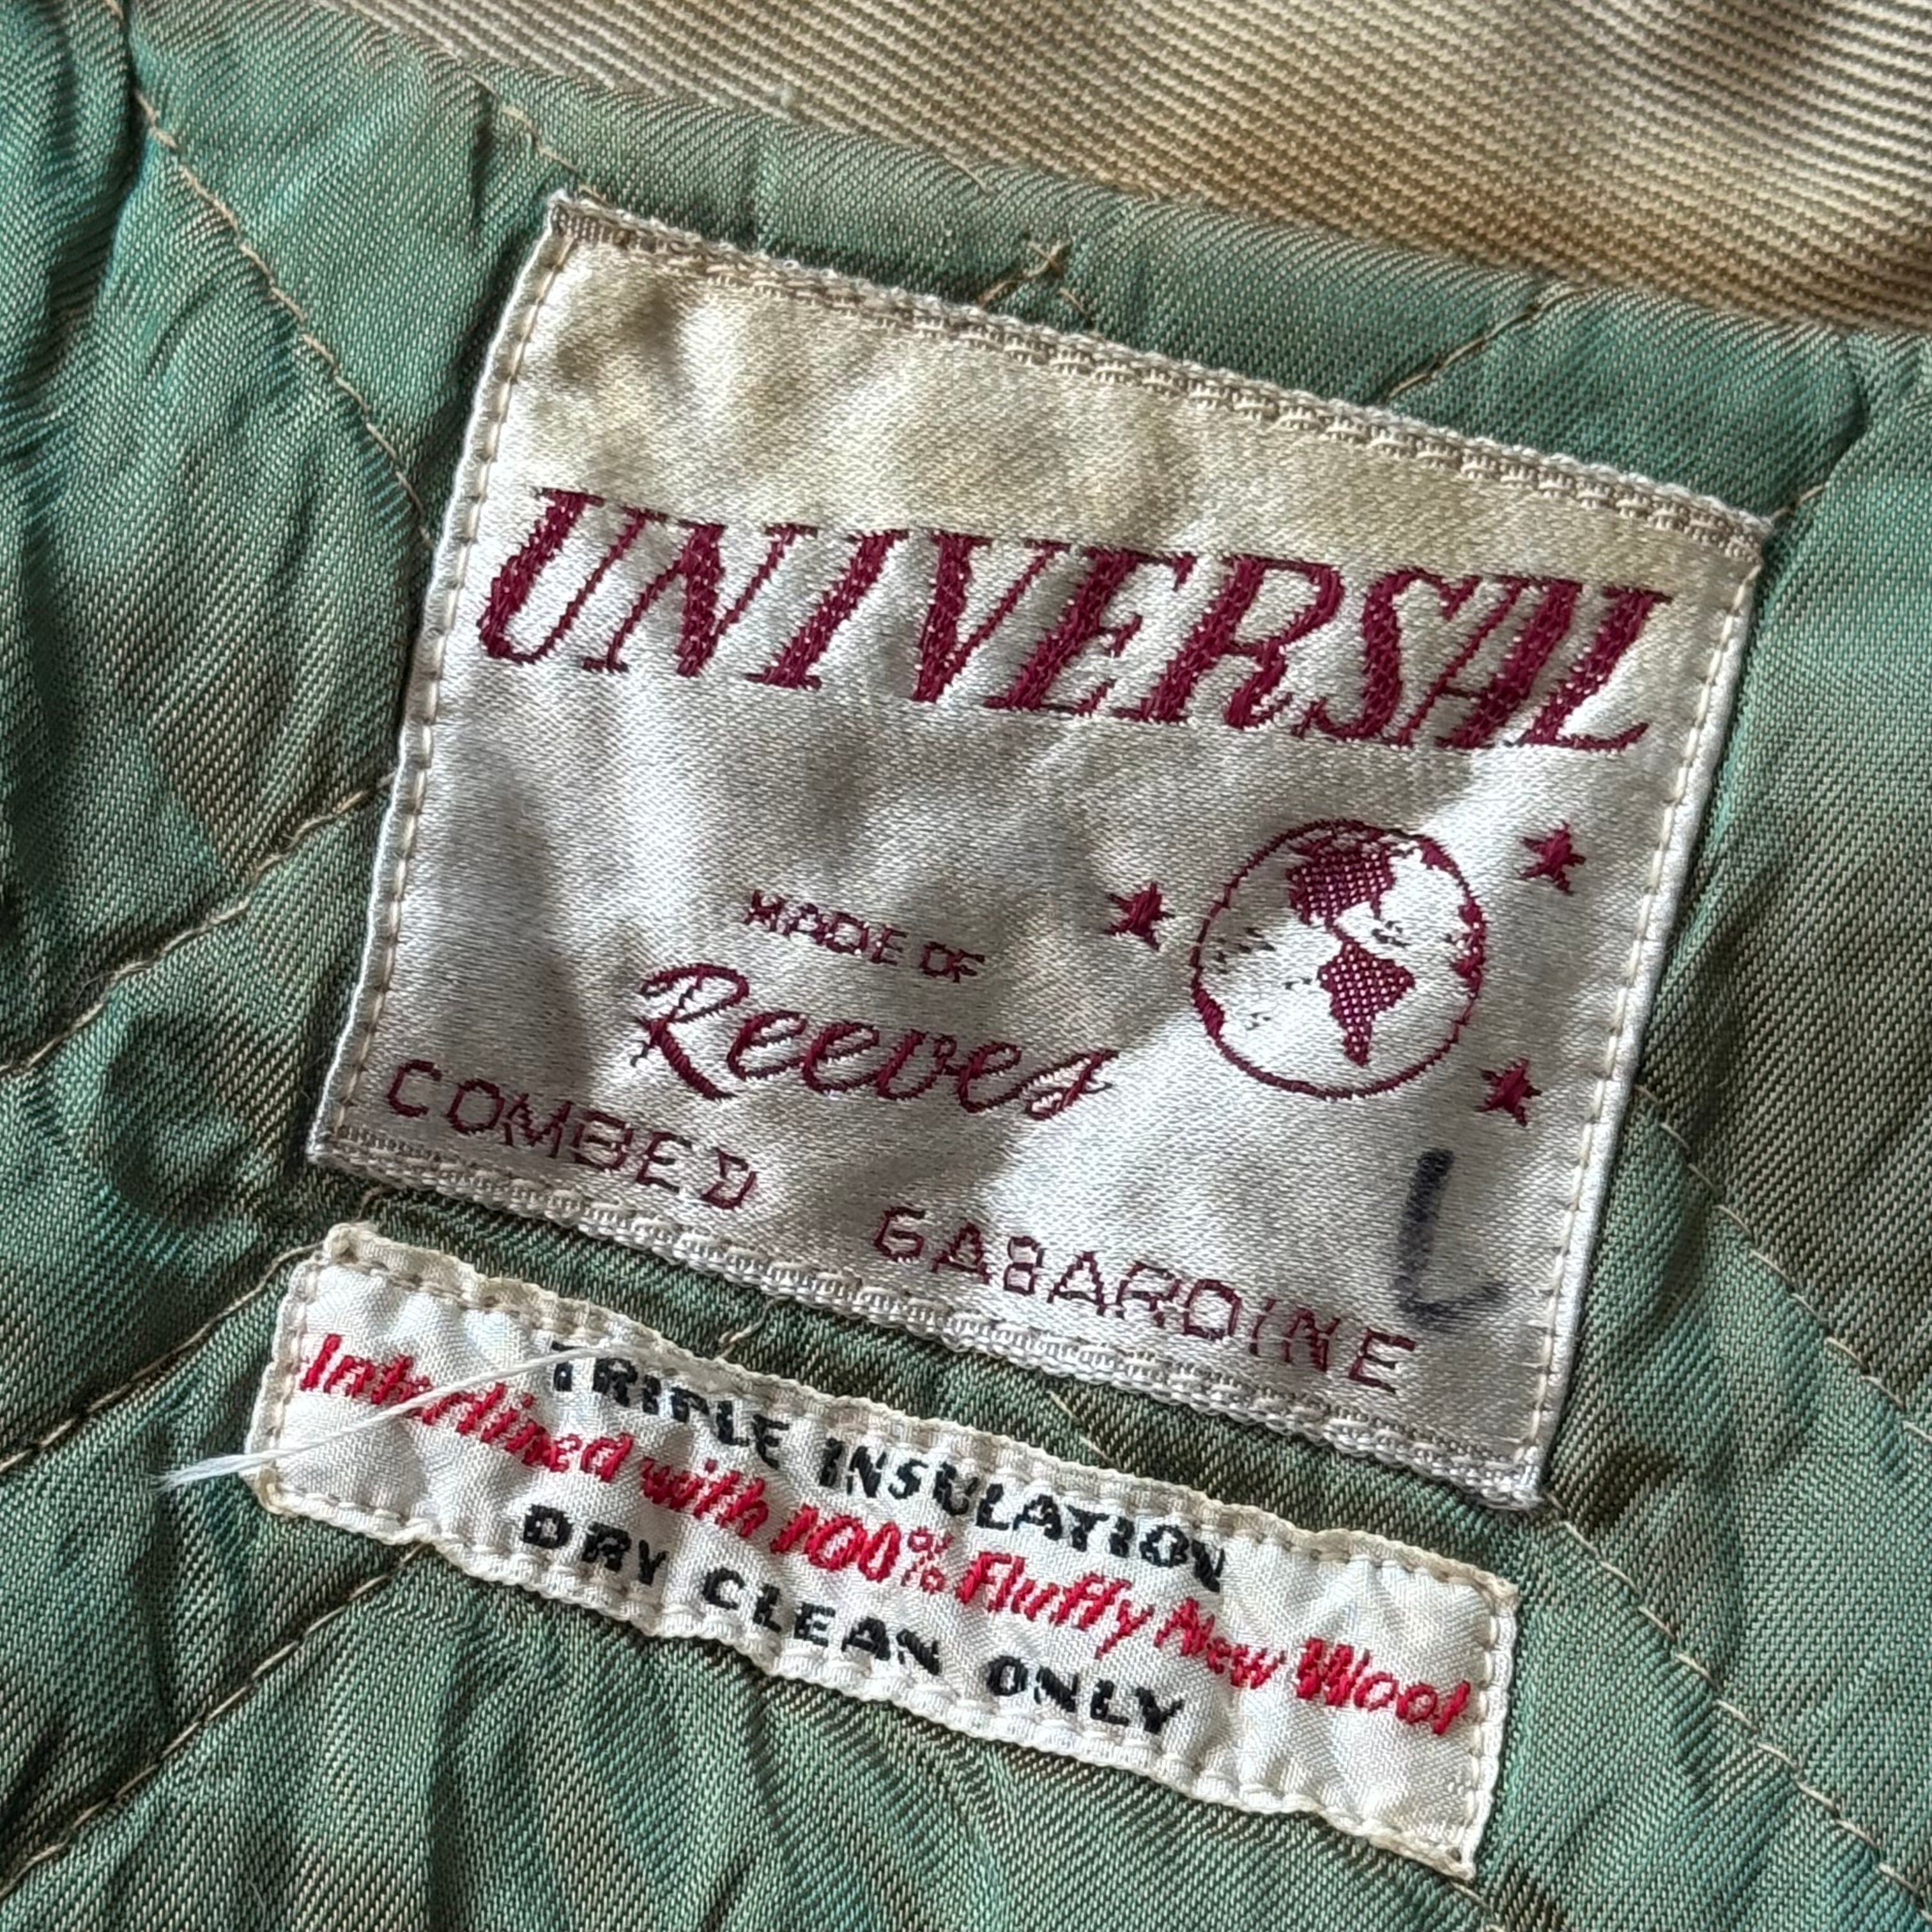 UNIVERSAL
MADE OF
Reeves
COMBED GABARDINE
L
TRIPLE INSULATION
Interlined with 100% Fluffy New Wool
DRY CLEAN ONLY